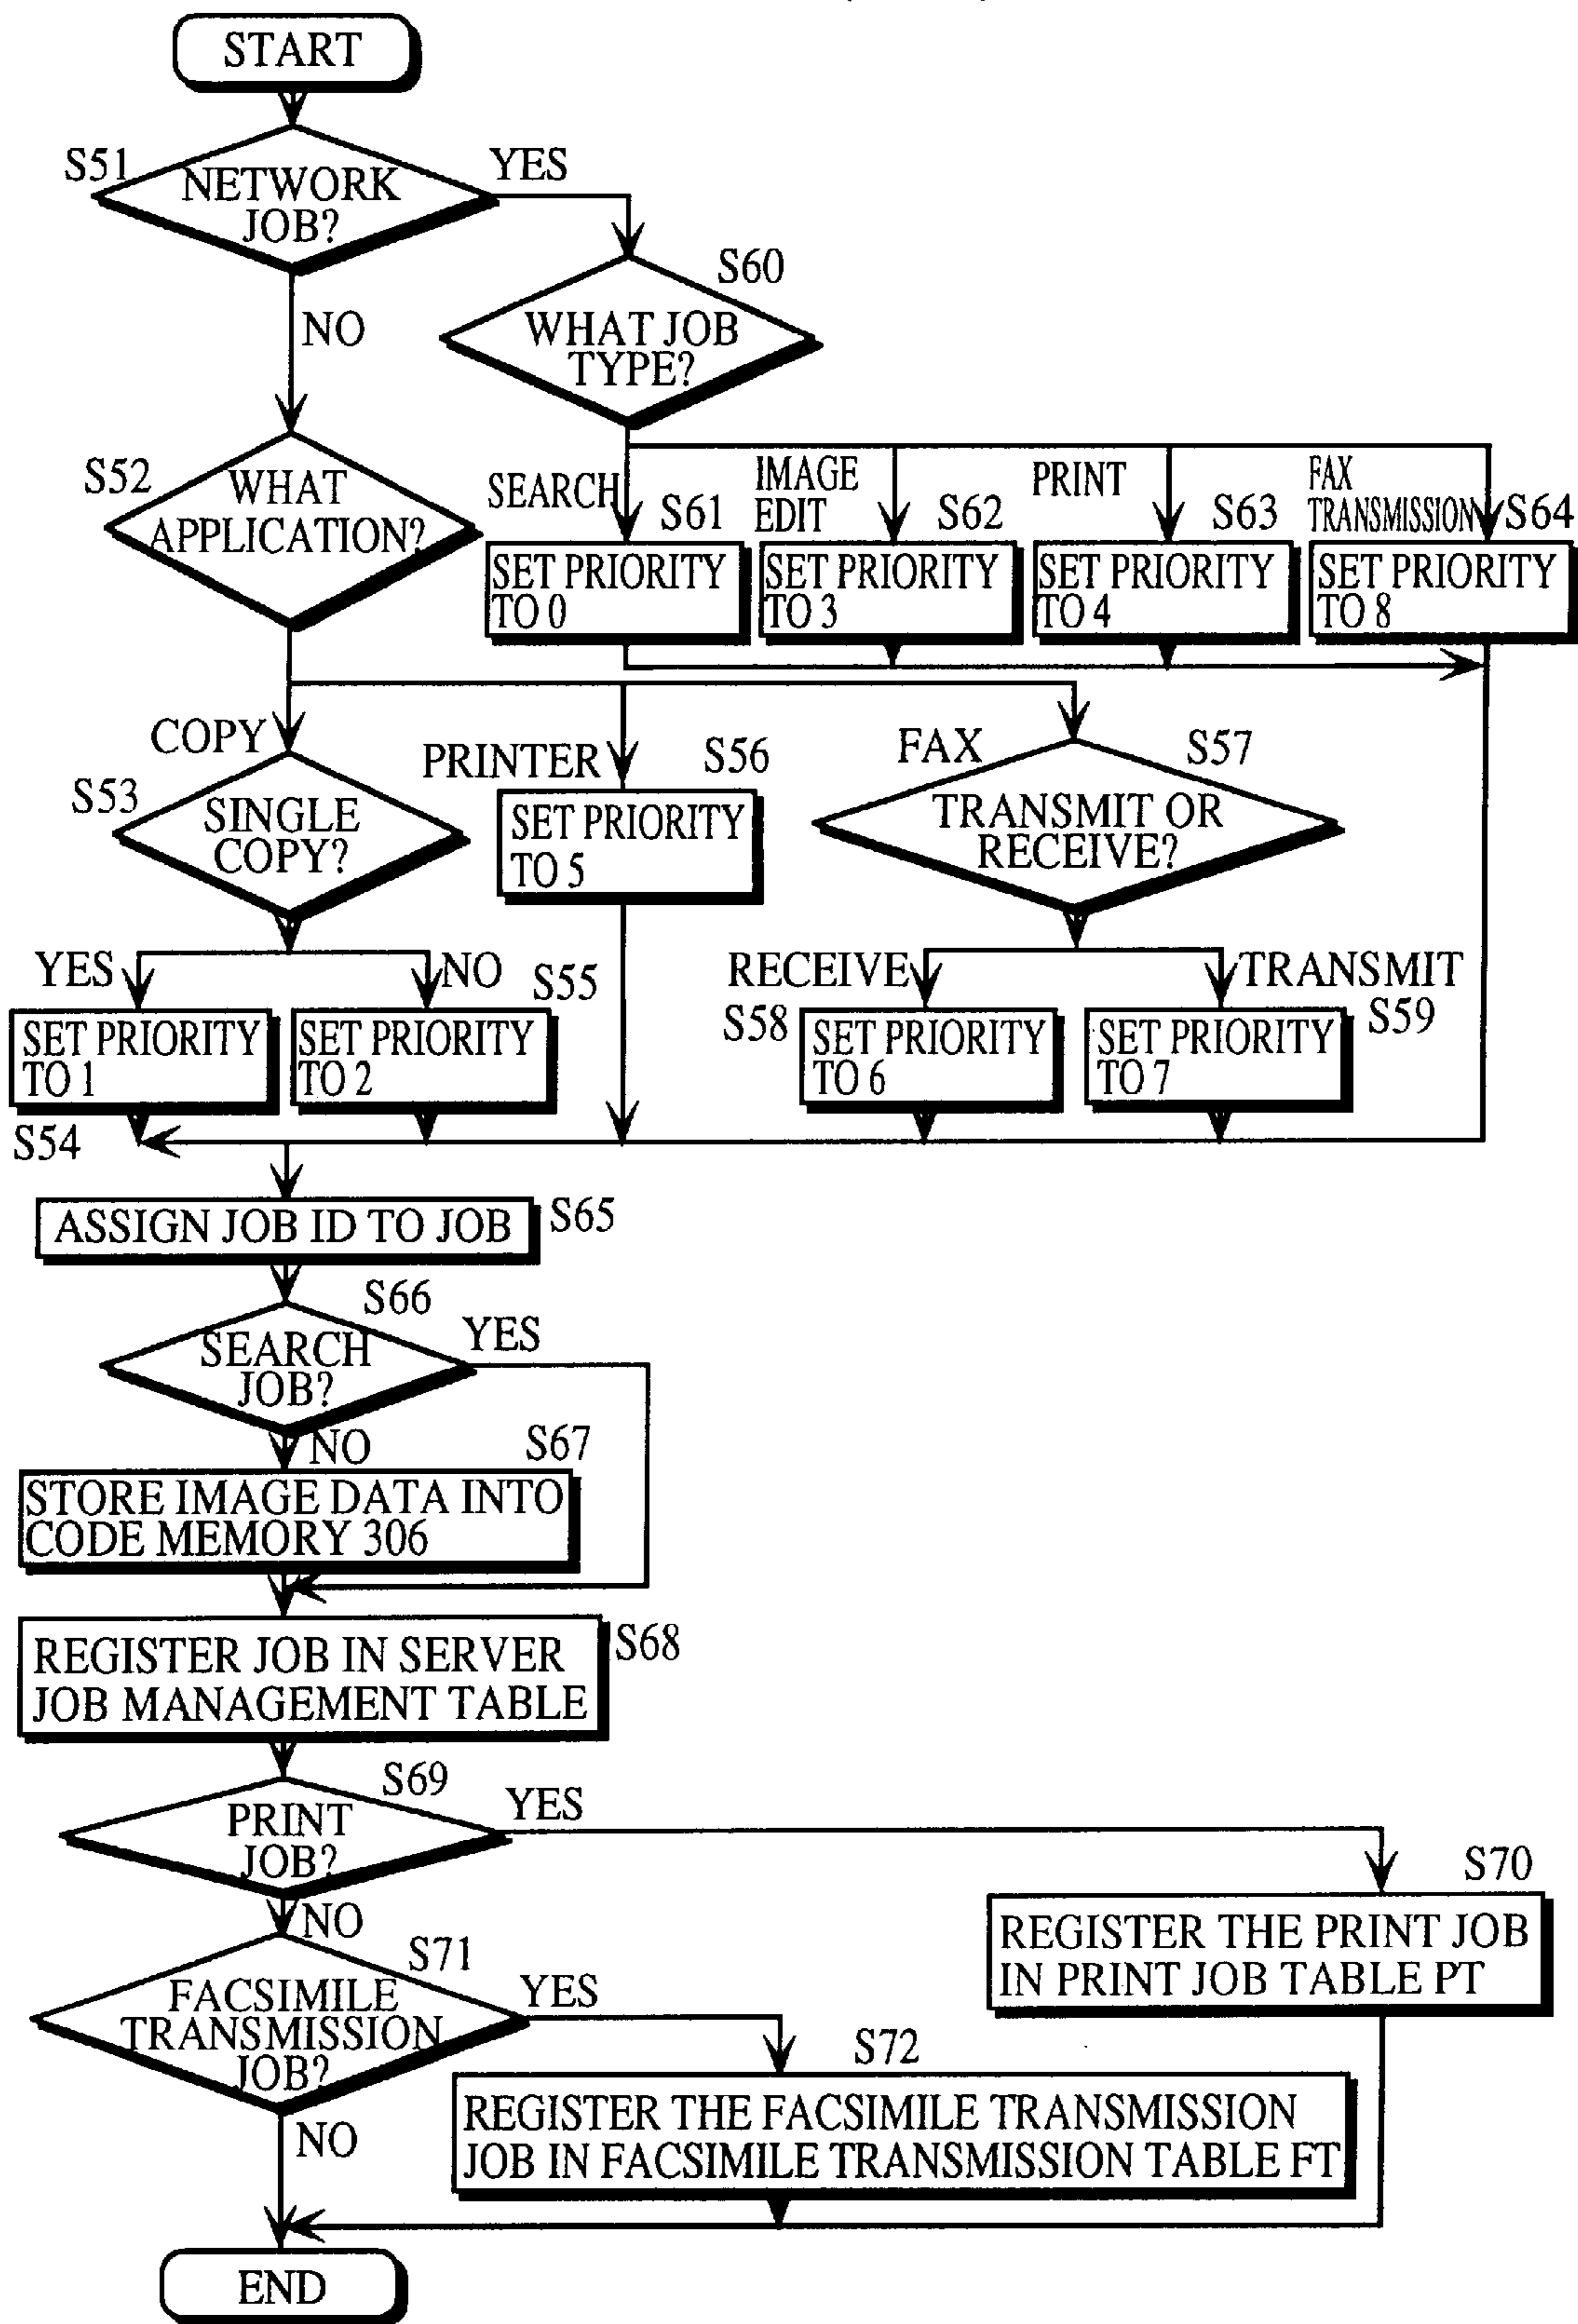 START
S51
NETWORK
JOB?
YES
NO
S60
WHAT JOB
TYPE?
S52
WHAT
APPLICATION?
SEARCH
S61
SET PRIORITY
TO 0
IMAGE
EDIT
S62
SET PRIORITY
TO 3
PRINT
S63
SET PRIORITY
TO 4
FAX
TRANSMISSION
S64
SET PRIORITY
TO 8
COPY
S53
SINGLE
COPY?
PRINTER
S56
SET PRIORITY
TO 5
FAX
S57
TRANSMIT OR
RECEIVE?
YES
SET PRIORITY
TO 1
S54
NO
S55
SET PRIORITY
TO 2
RECEIVE
S58
SET PRIORITY
TO 6
TRANSMIT
S59
SET PRIORITY
TO 7
ASSIGN JOB ID TO JOB
S65
S66
SEARCH
JOB?
YES
NO
S67
STORE IMAGE DATA INTO
CODE MEMORY 306
REGISTER JOB IN SERVER
JOB MANAGEMENT TABLE
S68
S69
PRINT
JOB?
YES
NO
S70
REGISTER THE PRINT JOB
IN PRINT JOB TABLE PT
S71
FACSIMILE
TRANSMISSION
JOB?
YES
NO
S72
REGISTER THE FACSIMILE TRANSMISSION
JOB IN FACSIMILE TRANSMISSION TABLE FT
END